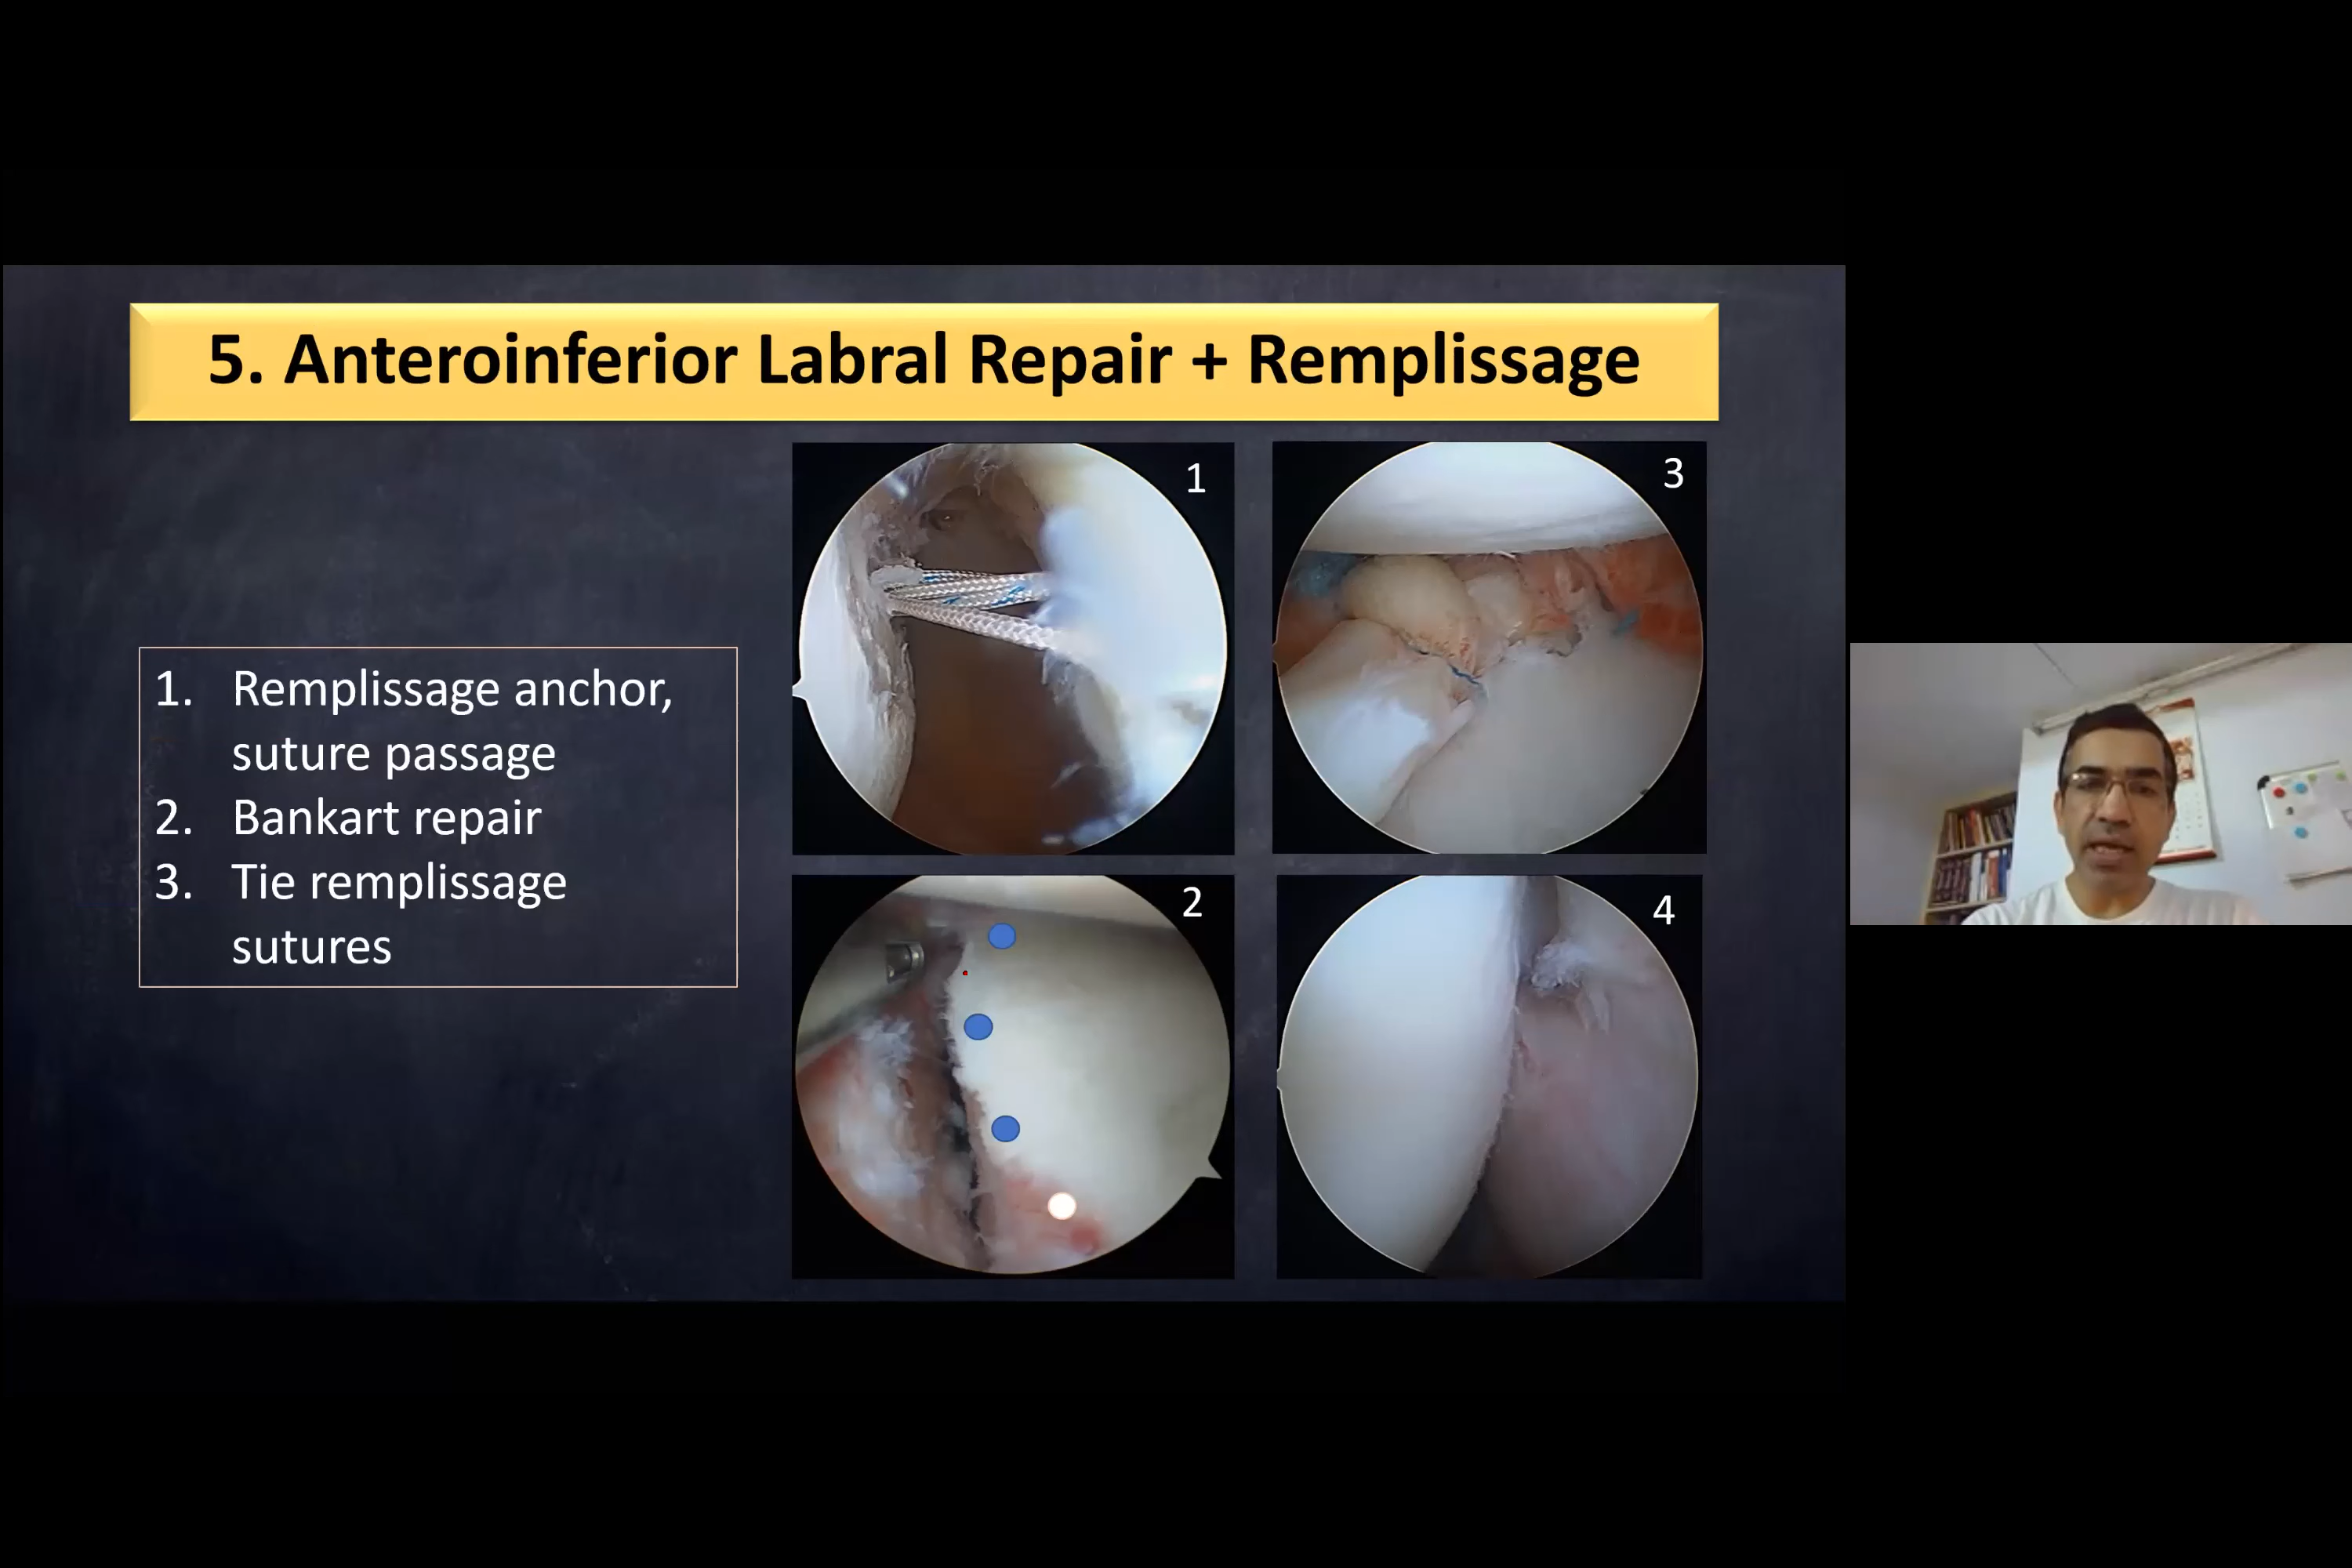 5. Anteroinferior Labral Repair + Remplissage
1. Remplissage anchor,
suture passage
2. Bankart repair
3. Tie remplissage
sutures
1
3
2
4